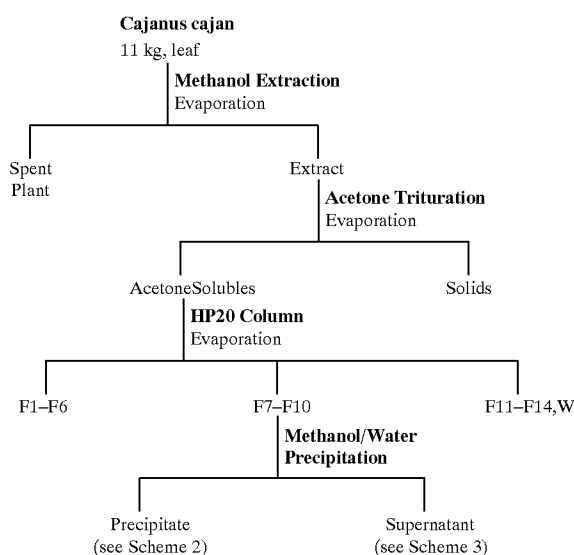 Cajanus cajan
11 kg, leaf
Methanol Extraction
Evaporation
Spent
Plant
Extract
Acetone Trituration
Evaporation
AcetoneSolubles
Solids
HP20 Column
Evaporation
F1–F6
F7–F10
F11–F14,W
Methanol/Water
Precipitation
Precipitate
(see Scheme 2)
Supernatant
(see Scheme 3)